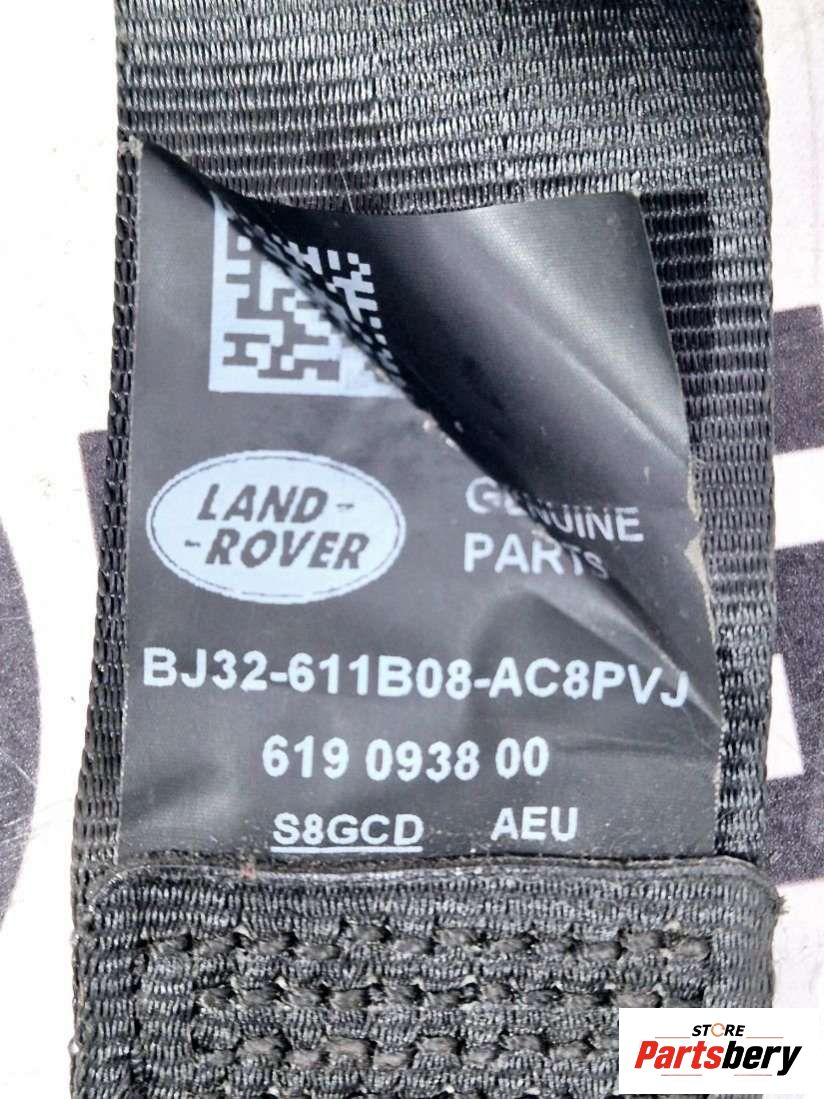 LAND-
-ROVER
GENUINE
PARTS
BJ32-611B08-AC8PVJ
619 0938 00
S8GCD AEU
STORE
Partsbery